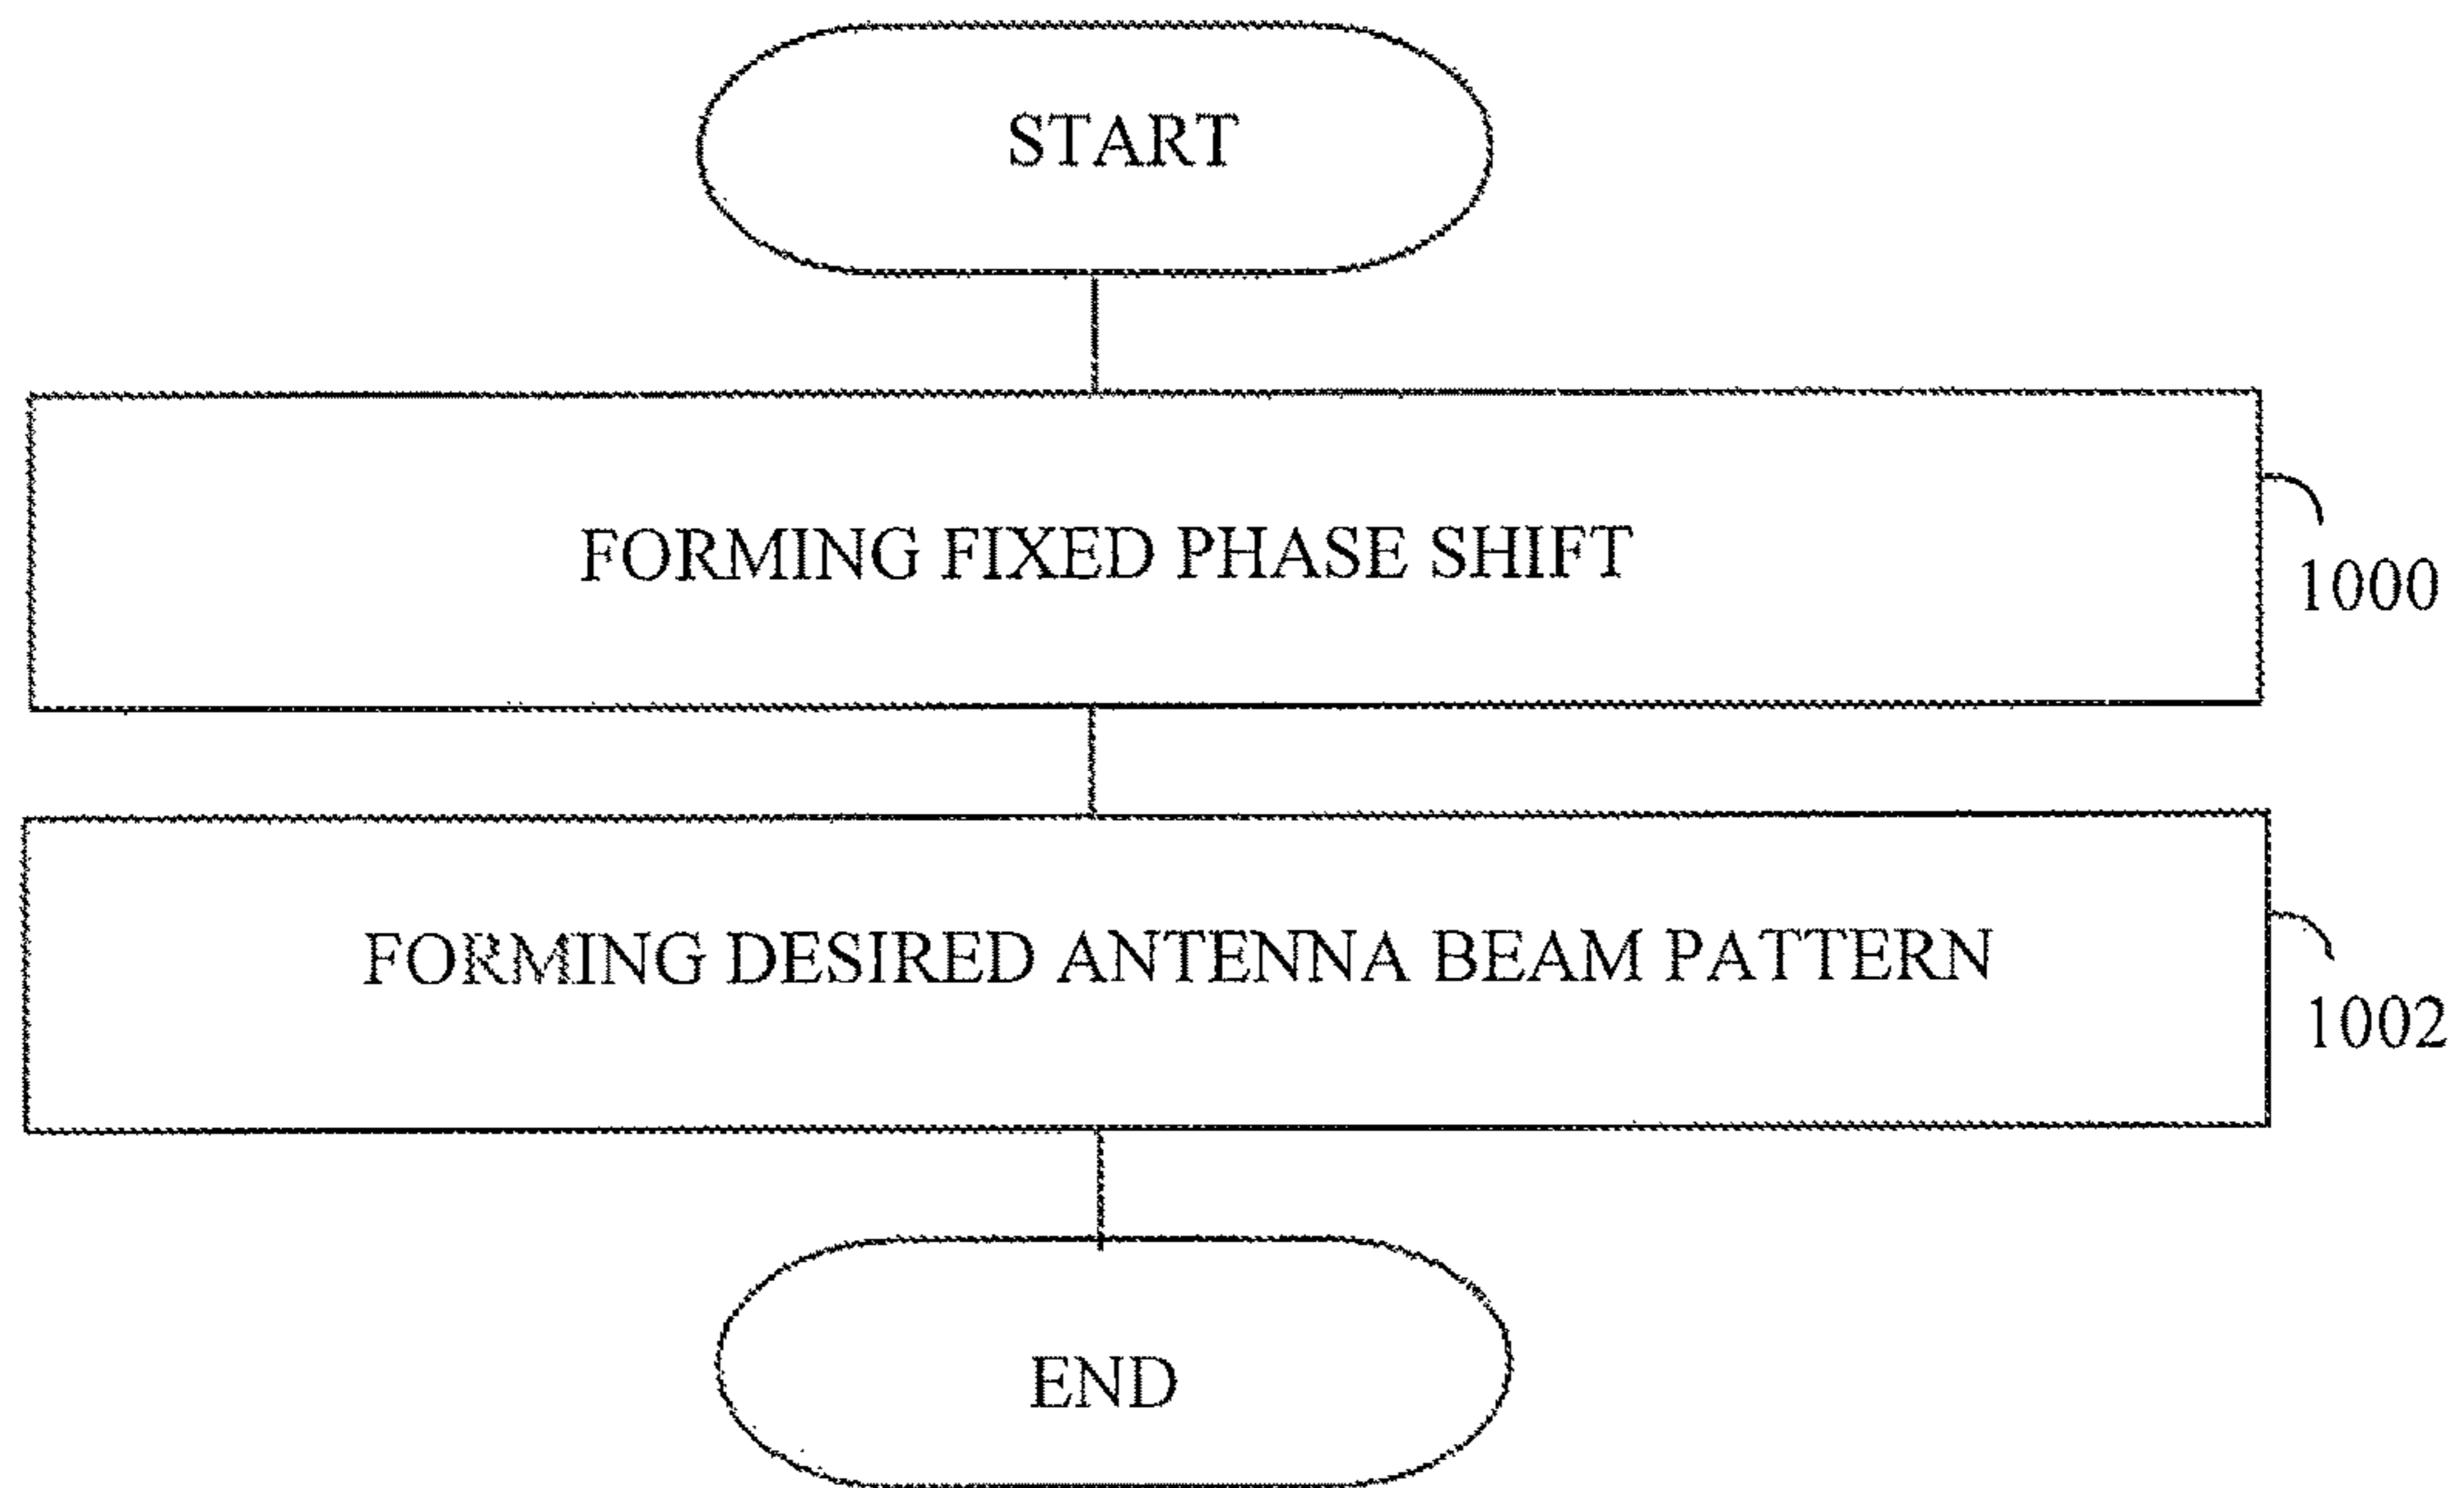 START
FORMING FIXED PHASE SHIFT
1000
FORMING DESIRED ANTENNA BEAM PATTERN
1002
END